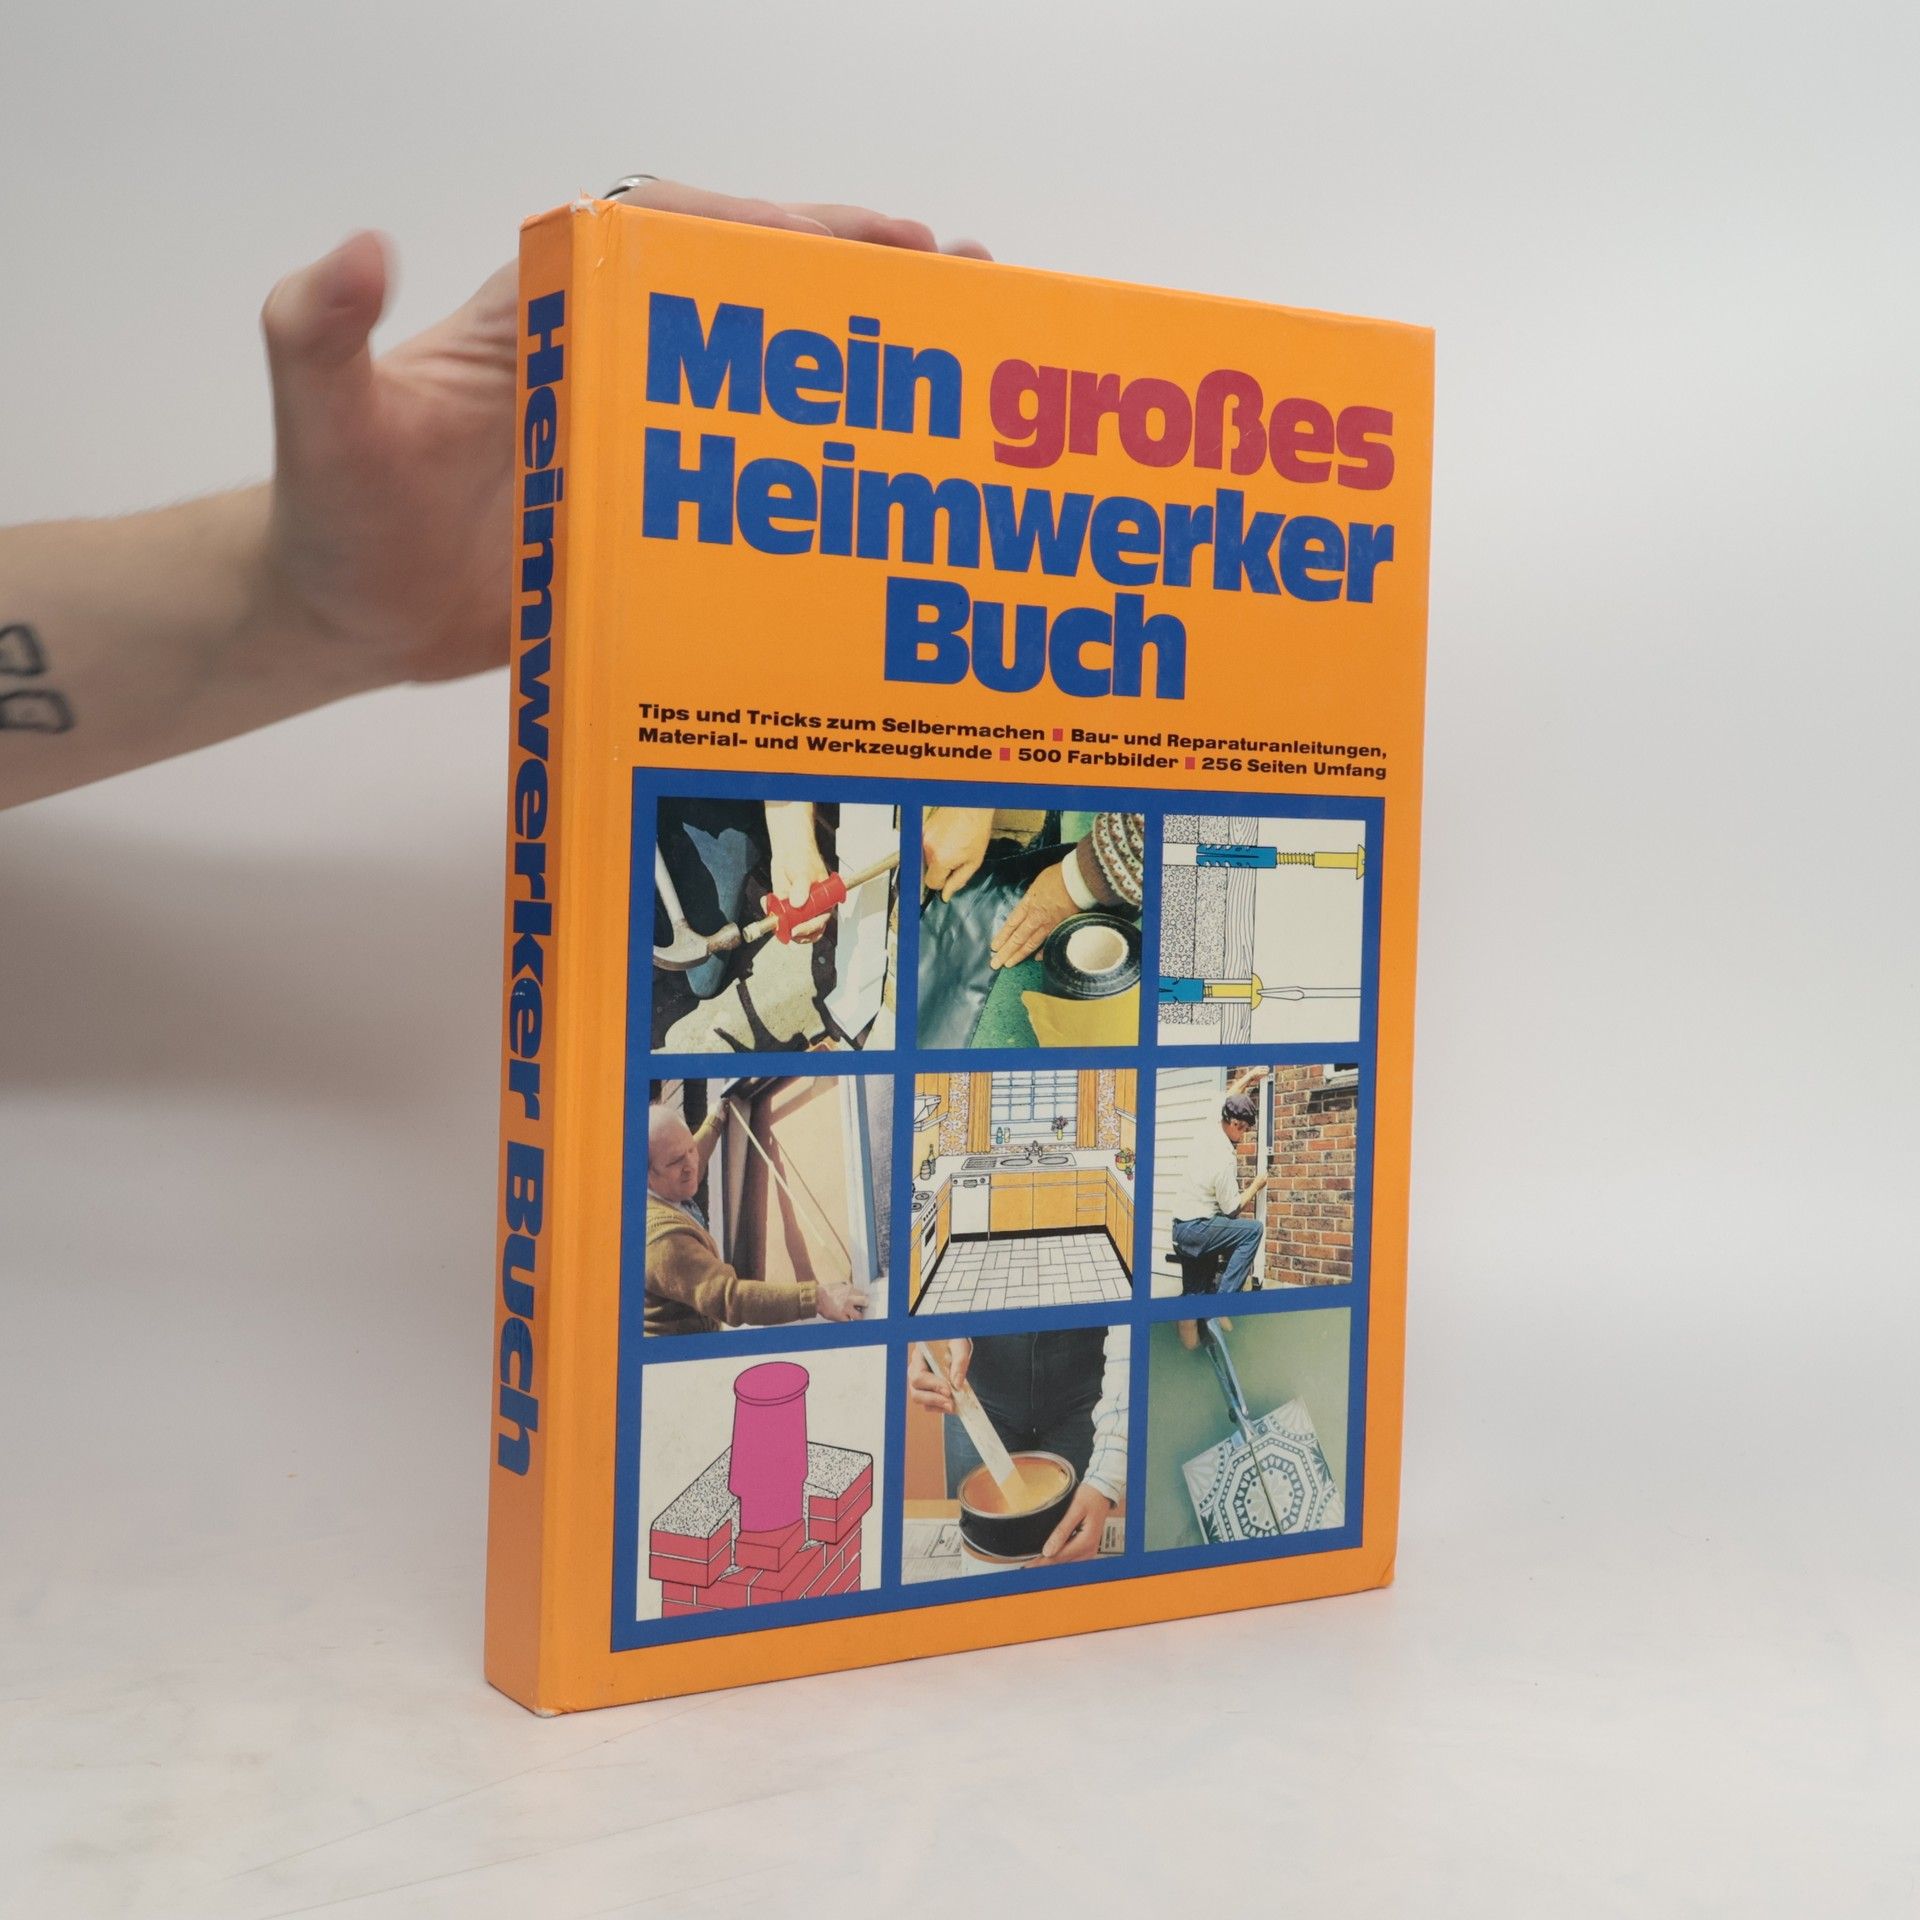 Heimwerker Buch
Mein großes
Heimwerker
Buch
Tips und Tricks zum Selbermachen ■ Bau- und Reparaturanleitungen,
Material- und Werkzeugkunde ■ 500 Farbbilder ■ 256 Seiten Umfang